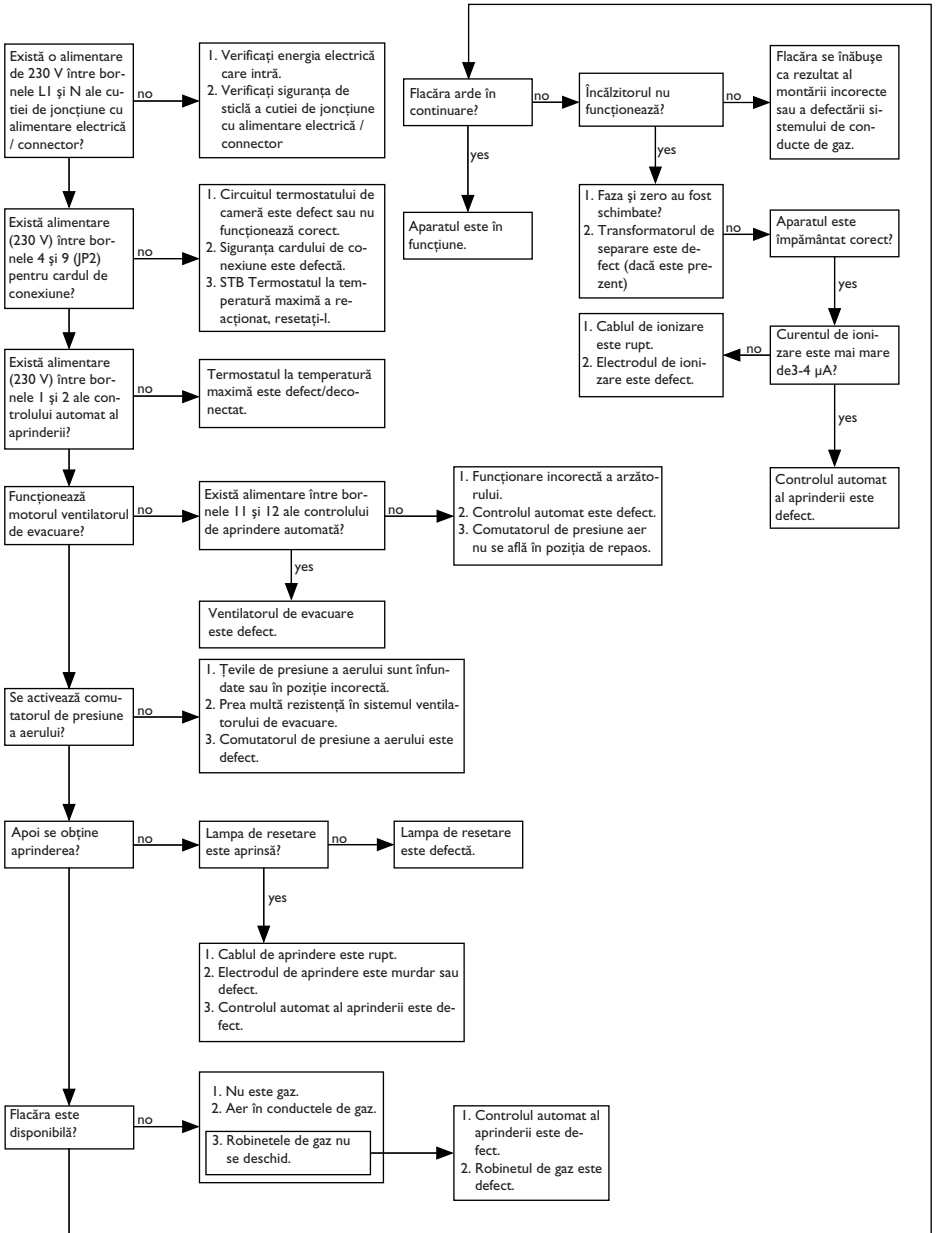 Există o alimentare
de 230 V între bor-
nele L1 şi N ale cu-
tiei de joncţiune cu
alimentare electrică
/ connector?
no
1. Verificaţi energia electrică
care intră.
2. Verificaţi siguranţa de
sticlă a cutiei de joncţiune
cu alimentare electrică /
connector
Există alimentare
(230 V) între bor-
nele 4 şi 9 (JP2)
pentru cardul de
conexiune?
no
1. Circuitul termostatului de
cameră este defect sau nu
funcţionează corect.
2. Siguranţa cardului de co-
nexiune este defectă.
3. STB Termostatul la tem-
peratură maximă a re-
acţionat, resetaţi-l.
Există alimentare
(230 V) între bor-
nele 1 şi 2 ale con-
trolului automat al
aprinderii?
no
Termostatul la temperatură
maximă este defect/deco-
nectat.
Funcţionează
motorul ventilatorul
de evacuare?
no
Există alimentare între bor-
nele 11 şi 12 ale controlului
de aprindere automată?
no
1. Funcţionare incorectă a arzăto-
rului.
2. Controlul automat este defect.
3. Comutatorul de presiune aer
nu se află în poziţia de repaos.
yes
Ventilatorul de evacuare
este defect.
Se activează comu-
tatorul de presiune
a aerului?
no
1. Ţevile de presiune a aerului sunt înfun-
date sau în poziţie incorectă.
2. Prea multă rezistenţă în sistemul ventila-
torului de evacuare.
3. Comutatorul de presiune a aerului este
defect.
Apoi se obţine
aprinderea?
no
Lampa de resetare
este aprinsă?
no
Lampa de resetare
este defectă.
yes
1. Cablul de aprindere este rupt.
2. Electrodul de aprindere este murdar sau
defect.
3. Controlul automat al aprinderii este de-
fect.
Flacăra este
disponibilă?
no
1. Nu este gaz.
2. Aer în conductele de gaz.
3. Robinetele de gaz nu
se deschid.
1. Controlul automat al
aprinderii este de-
fect.
2. Robinetul de gaz este
defect.
Flacăra arde în
continuare?
no
Încălzitorul nu
funcţionează?
no
Flacăra se înăbuşe
ca rezultat al
montării incorecte
sau a defectării sis-
temului de con-
ducte de gaz.
yes
Aparatul este în
funcţiune.
yes
1. Faza şi zero au fost
schimbate?
2. Transformatorul de
separare este de-
fect (dacă este pre-
zent)
no
Aparatul este
împământat corect?
yes
Curentul de ioni-
zare este mai mare
de3-4 µA?
no
1. Cablul de ionizare
este rupt.
2. Electrodul de ioni-
zare este defect.
yes
Controlul automat
al aprinderii este
defect.